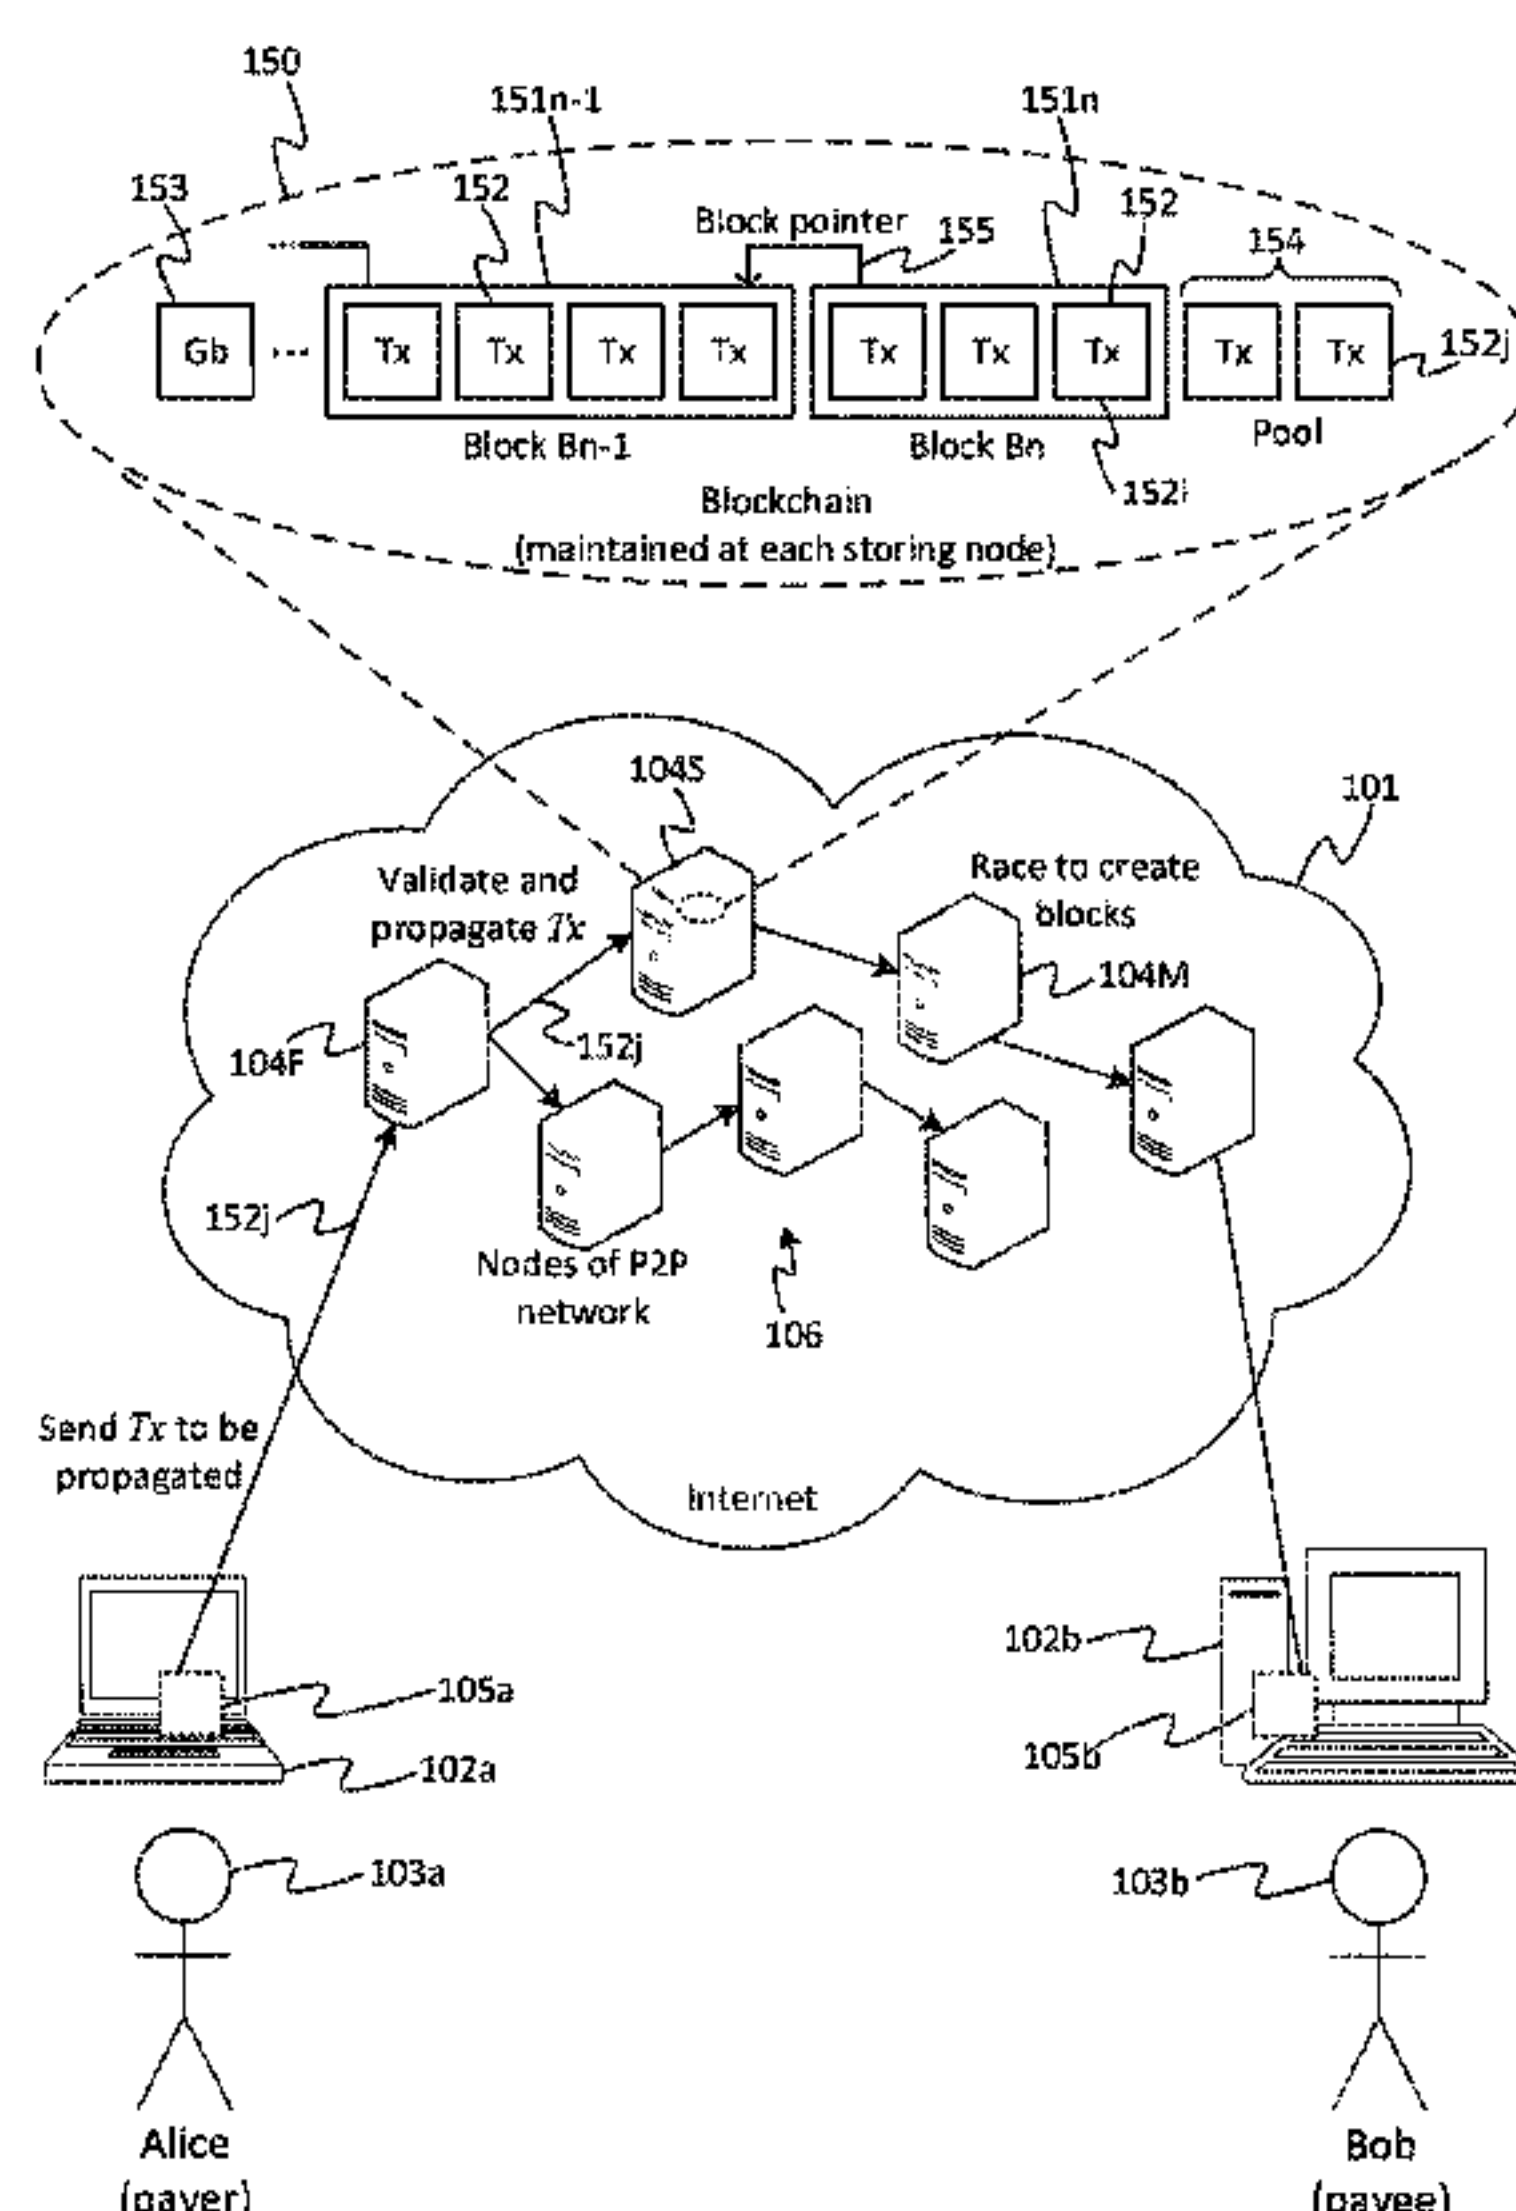 150
151n-1
151n
153
152
Block pointer
155
152
154
Gb
...
Tx
Tx
Tx
Tx
Tx
Tx
Tx
Tx
Tx
152j
Block Bn-1
Block Bn
Pool
152i
Blockchain
(maintained at each storing node)
104S
101
Validate and
propagate Tx
Race to create
blocks
104M
104F
152j
152j
Nodes of P2P
network
106
Send Tx to be
propagated
Internet
102b
105a
105b
102a
103a
103b
Alice
(payer)
Bob
(payee)